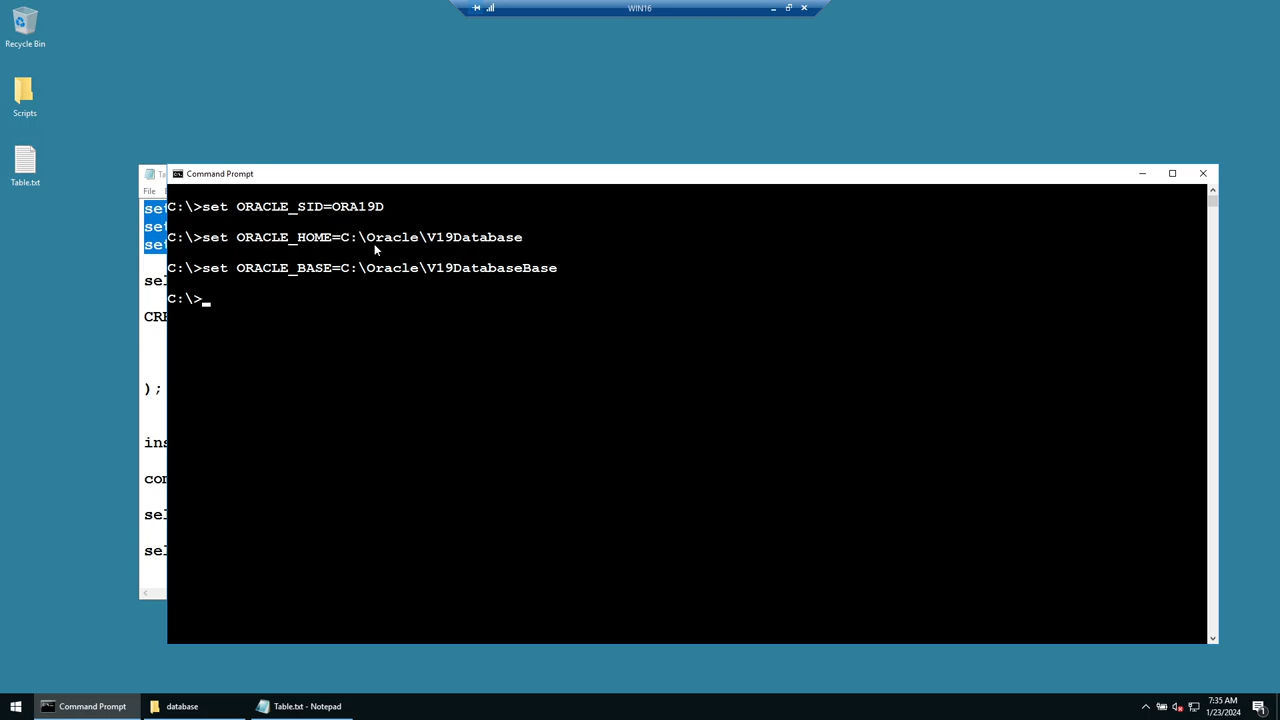 WIN16
Recycle Bin
Scripts
Table.txt
Command Prompt
File
C:\>set ORACLE_SID=ORA19D
C:\>set ORACLE_HOME=C:\Oracle\V19Database
C:\>set ORACLE_BASE=C:\Oracle\V19DatabaseBase
C:\>
set
set
set
sel
CRE
);
ins
com
sel
sel
Command Prompt
database
Table.txt - Notepad
7:35 AM
1/23/2024